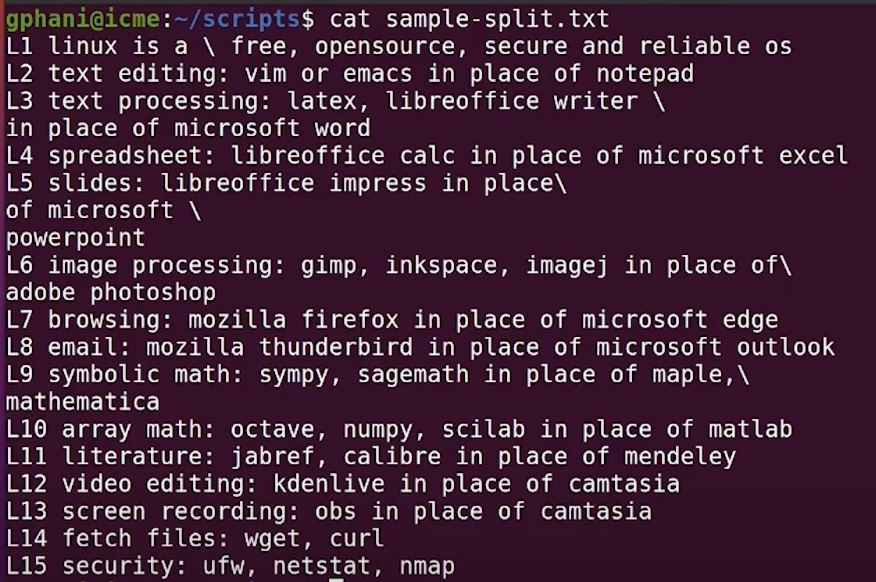 gphani@icme:~/scripts$ cat sample-split.txt
L1 linux is a \ free, opensource, secure and reliable os
L2 text editing: vim or emacs in place of notepad
L3 text processing: latex, libreoffice writer \
in place of microsoft word
L4 spreadsheet: libreoffice calc in place of microsoft excel
L5 slides: libreoffice impress in place\
of microsoft \
powerpoint
L6 image processing: gimp, inkspace, imagej in place of\
adobe photoshop
L7 browsing: mozilla firefox in place of microsoft edge
L8 email: mozilla thunderbird in place of microsoft outlook
L9 symbolic math: sympy, sagemath in place of maple,\
mathematica
L10 array math: octave, numpy, scilab in place of matlab
L11 literature: jabref, calibre in place of mendeley
L12 video editing: kdenlive in place of camtasia
L13 screen recording: obs in place of camtasia
L14 fetch files: wget, curl
L15 security: ufw, netstat, nmap